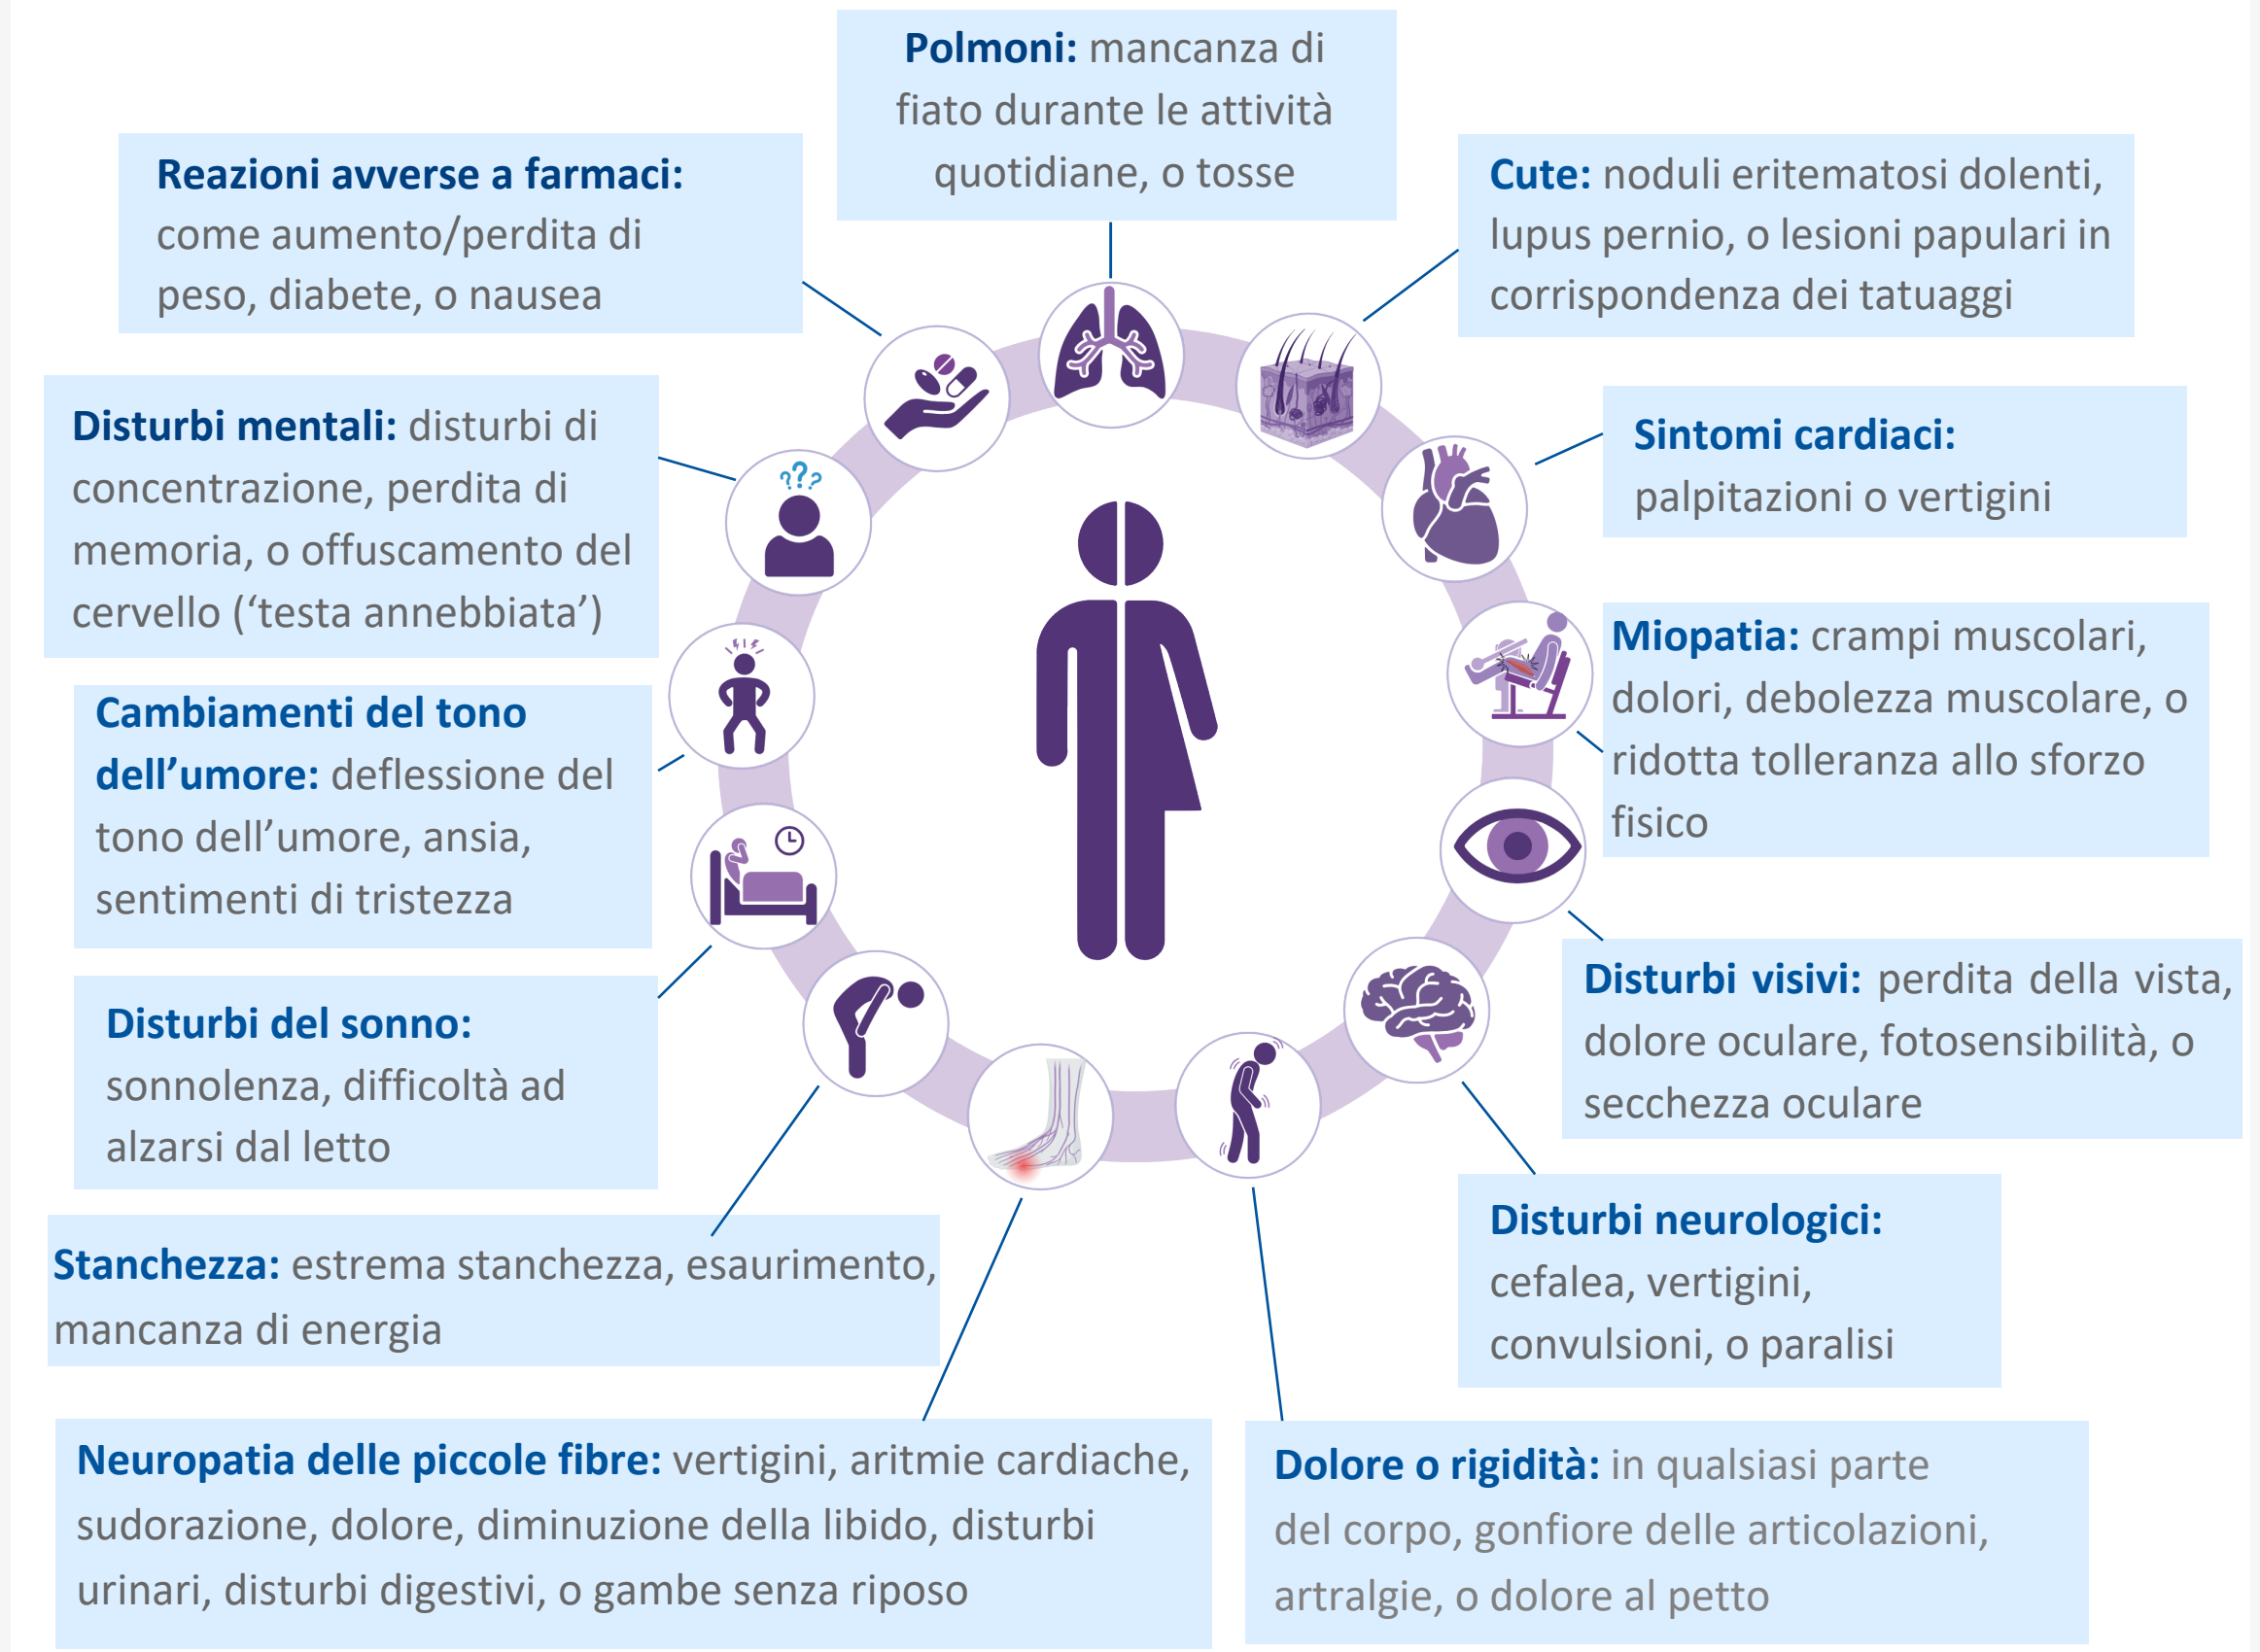 Polmoni: mancanza di
fiato durante le attività
quotidiane, o tosse
Reazioni avverse a farmaci:
come aumento/perdita di
peso, diabete, o nausea
Cute: noduli eritematosi dolenti,
lupus pernio, o lesioni papulari in
corrispondenza dei tatuaggi
Disturbi mentali: disturbi di
concentrazione, perdita di
memoria, o offuscamento del
cervello (‘testa annebbiata’)
???
Sintomi cardiaci:
palpitazioni o vertigini
Miopatia: crampi muscolari,
dolori, debolezza muscolare, o
ridotta tolleranza allo sforzo
fisico
Cambiamenti del tono
dell’umore: deflessione del
tono dell’umore, ansia,
sentimenti di tristezza
Disturbi visivi: perdita della vista,
dolore oculare, fotosensibilità, o
secchezza oculare
Disturbi del sonno:
sonnolenza, difficoltà ad
alzarsi dal letto
Disturbi neurologici:
cefalea, vertigini,
convulsioni, o paralisi
Stanchezza: estrema stanchezza, esaurimento,
mancanza di energia
Neuropatia delle piccole fibre: vertigini, aritmie cardiache,
sudorazione, dolore, diminuzione della libido, disturbi
urinari, disturbi digestivi, o gambe senza riposo
Dolore o rigidità: in qualsiasi parte
del corpo, gonfiore delle articolazioni,
artralgie, o dolore al petto